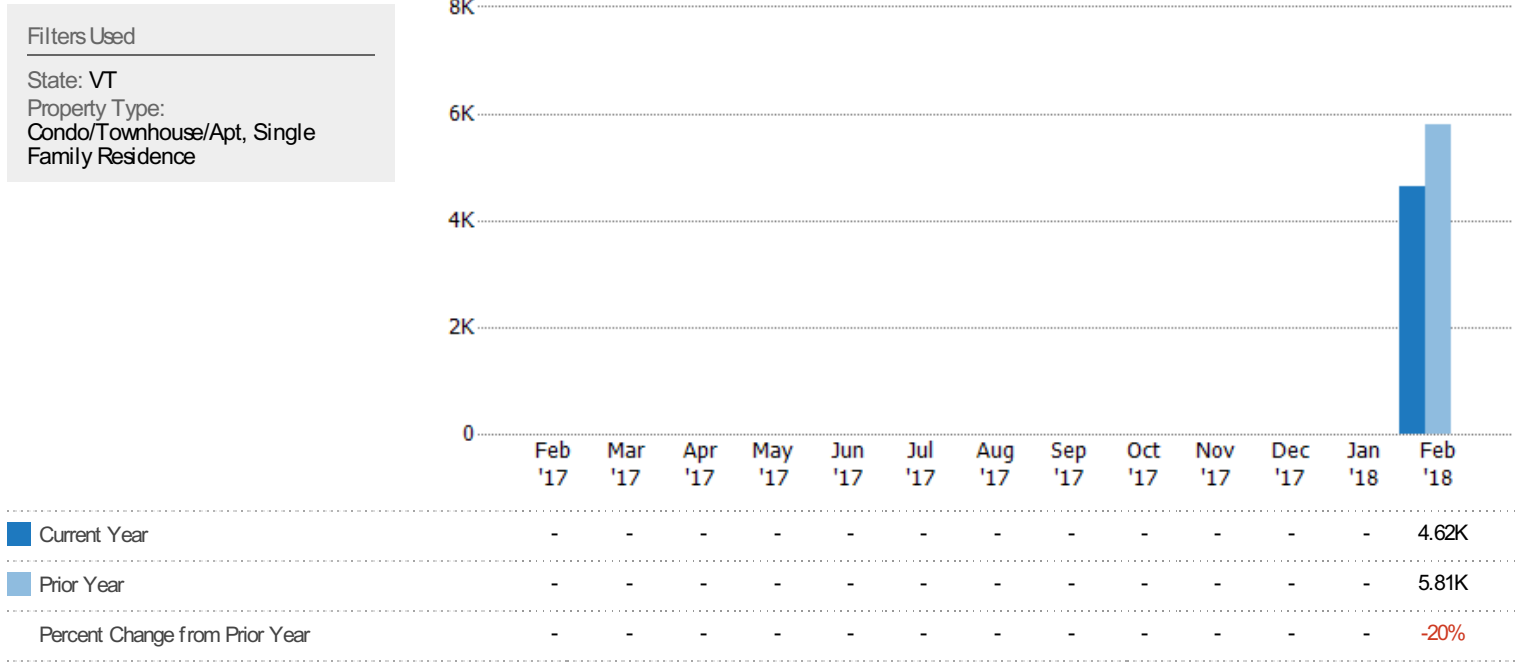 Filters Used
State: VT
Property Type:
Condo/Townhouse/Apt, Single
Family Residence
8K
6K
4K
2K
0
Feb Mar Apr May Jun Jul Aug Sep Oct Nov Dec Jan Feb
'17 '17 '17 '17 '17 '17 '17 '17 '17 '17 '17 '18 '18
Current Year - - - - - - - - - - - - 4.62K
Prior Year - - - - - - - - - - - - 5.81K
Percent Change from Prior Year - - - - - - - - - - - - -20%